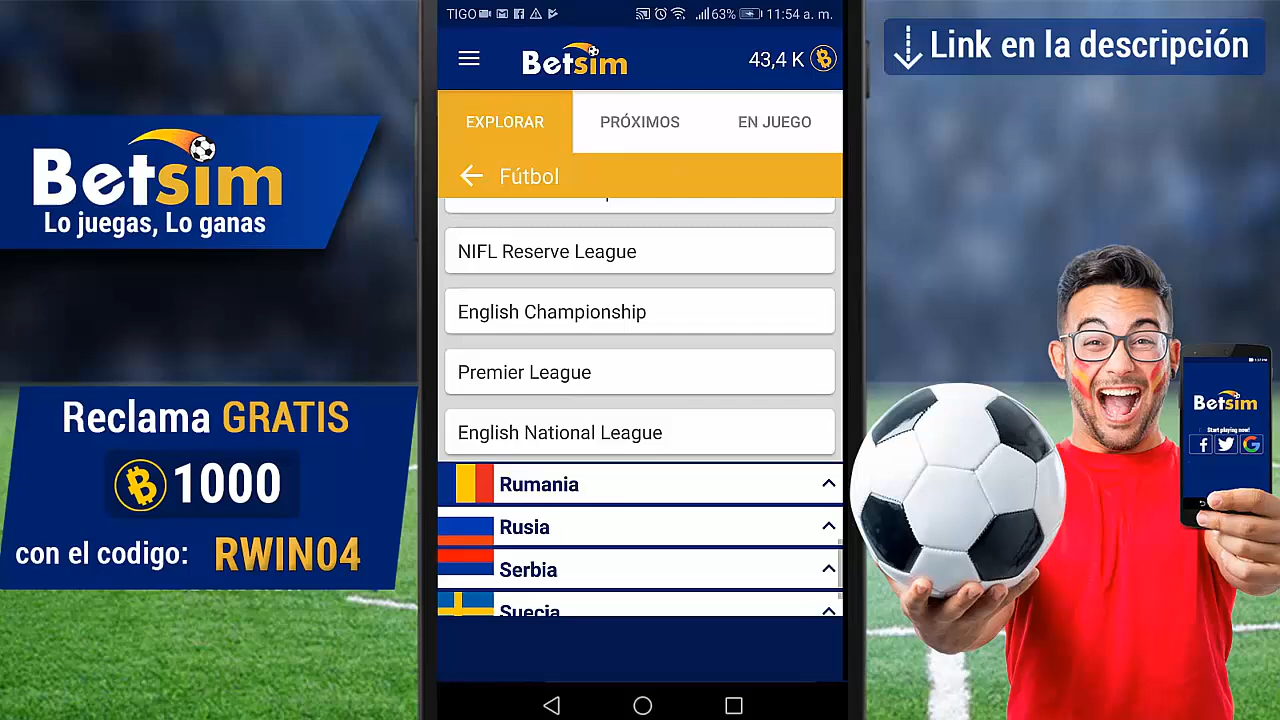 Betsim
Lo juegas, Lo ganas
Reclama GRATIS
1000
con el codigo: RWIN04
TIGO
63% 11:54 a. m.
Betsim
43,4 K
EXPLORAR
PRÓXIMOS
EN JUEGO
Fútbol
NIFL Reserve League
English Championship
Premier League
English National League
Rumania
Rusia
Serbia
Suecia
Link en la descripción
Betsim
Start playing now!